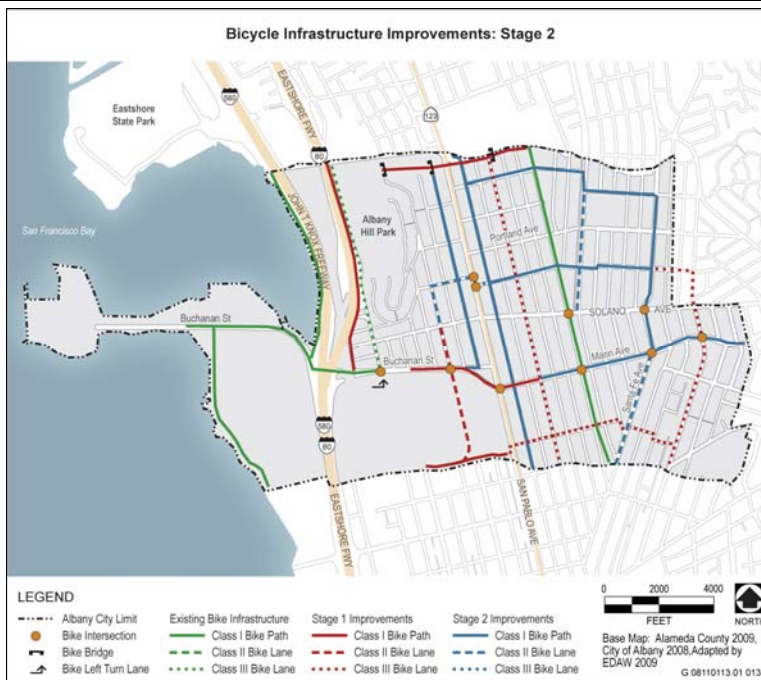 Bicycle Infrastructure Improvements: Stage 2
Eastshore
State Park
580
EASTSHORE FWY
80
123
San Francisco Bay
JOHN T KNOX FREEWAY
Albany
Hill Park
Portland Ave
Buchanan St
SOLANO AVE
Buchanan St
Marin Ave
Santa Fe Ave
580
80
EASTSHORE FWY
SAN PABLO AVE
LEGEND
Albany City Limit
Bike Intersection
Bike Bridge
Bike Left Turn Lane
Existing Bike Infrastructure
Class I Bike Path
Class II Bike Lane
Class III Bike Lane
Stage 1 Improvements
Class I Bike Path
Class II Bike Lane
Class III Bike Lane
Stage 2 Improvements
Class I Bike Path
Class II Bike Lane
Class III Bike Lane
0 2000 4000
FEET
NORTH
Base Map: Alameda County 2009,
City of Albany 2008,Adapted by
EDAW 2009
G 08110113.01 013